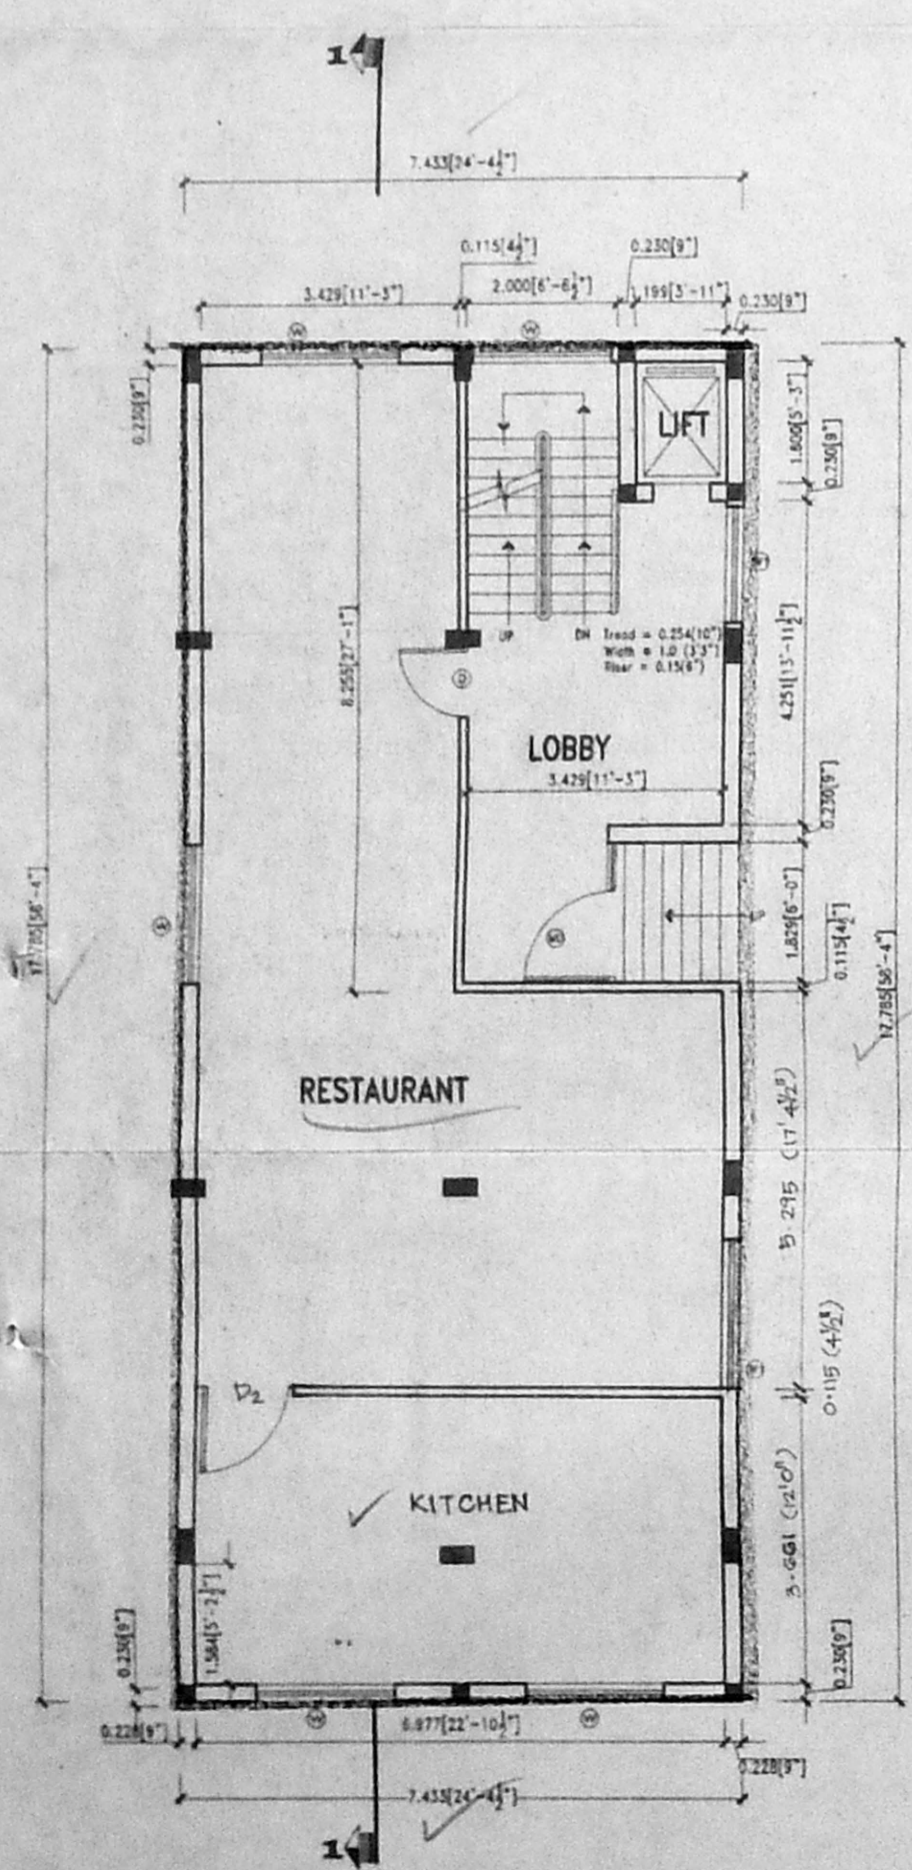 1
7.433[24'-4½"]
0.115[4½"]
0.230[9"]
3.429[11'-3"]
2.000[6'-6½"]
.199[3'-11"]
0.230[9"]
W
W
0.230[9"]
LIFT
1.600[5'-3"]
0.230[9"]
UP
DN
Tread = 0.254(10")
Width = 1.0 (3'3")
Riser = 0.15(6")
8.255[27'-1"]
4.251[13'-11½"]
D
LOBBY
3.429[11'-3"]
0.230[9"]
17.785[58'-4"]
1.829[6'-0"]
0.115[4½"]
17.785[58'-4"]
RESTAURANT
5.295 (17' 4½")
0.115 (4½")
D2
KITCHEN
3.661 (12'0")
1.584[5'-2½"]
0.230[9"]
0.230[9"]
W
W
0.228[9"]
6.977[22'-10½"]
0.228[9"]
7.433[24'-4½"]
1